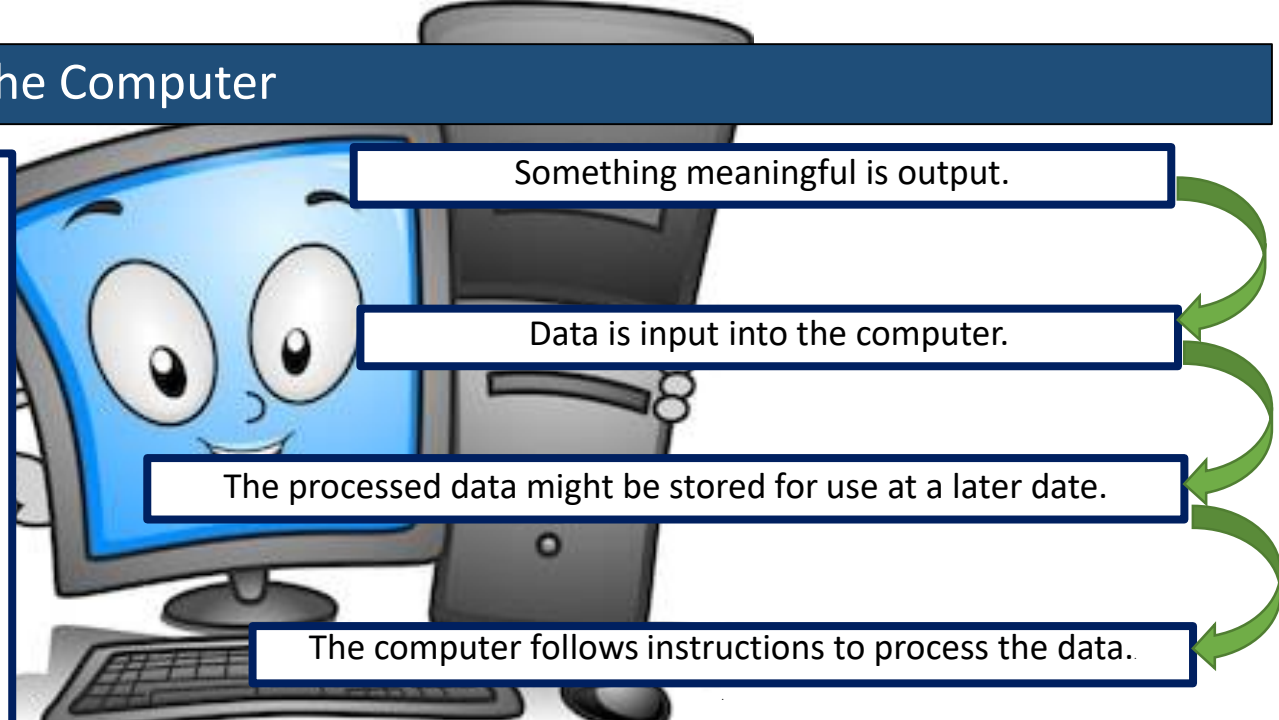 he Computer
Something meaningful is output.
Data is input into the computer.
The processed data might be stored for use at a later date.
The computer follows instructions to process the data.